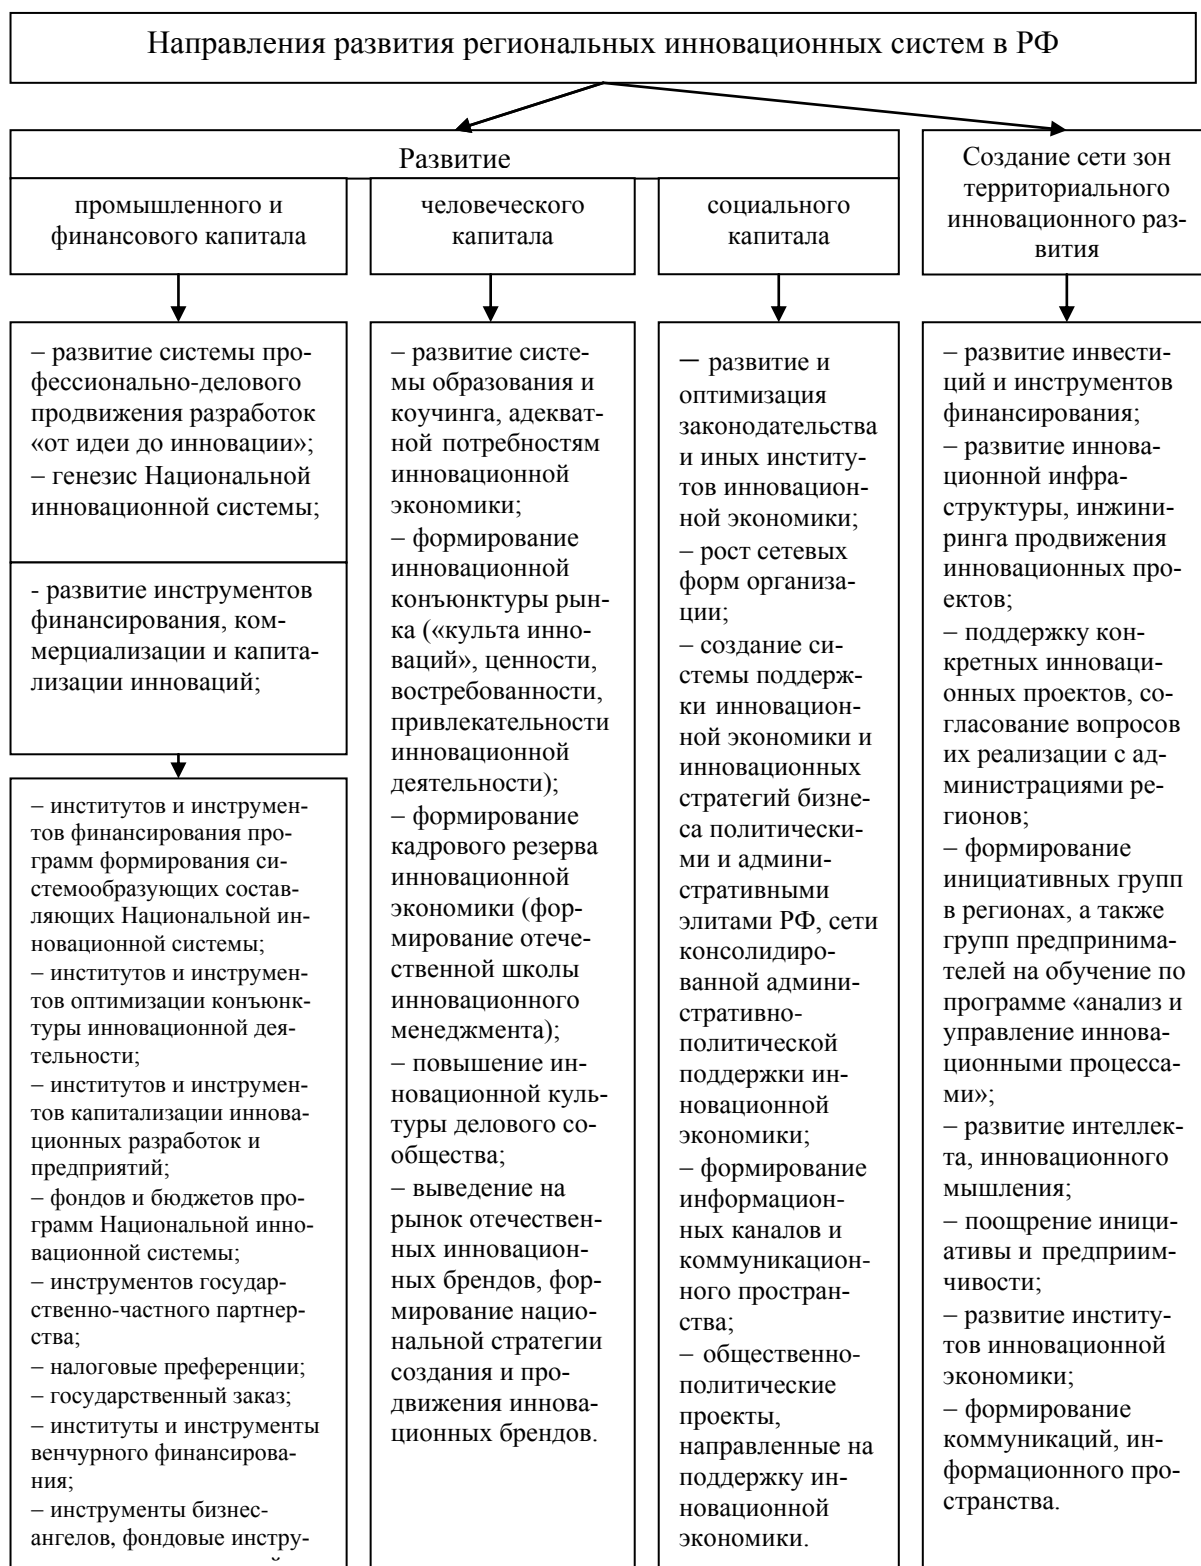 Направления развития региональных инновационных систем в РФ
Развитие
промышленного и
финансового капитала
человеческого
капитала
социального
капитала
Создание сети зон
территориального
инновационного раз-
вития
– развитие системы про-
фессионально-делового
продвижения разработок
«от идеи до инновации»;
– генезис Национальной
инновационной системы;
- развитие инструментов
финансирования, ком-
мерциализации и капита-
лизации инноваций;
– институтов и инструмен-
тов финансирования про-
грамм формирования си-
стемообразующих состав-
ляющих Национальной ин-
новационной системы;
– институтов и инструмен-
тов оптимизации конъюнк-
туры инновационной дея-
тельности;
– институтов и инструмен-
тов капитализации иннова-
ционных разработок и
предприятий;
– фондов и бюджетов про-
грамм Национальной инно-
вационной системы;
– инструментов государ-
ственно-частного партнер-
ства;
– налоговые преференции;
– государственный заказ;
– институты и инструменты
венчурного финансирова-
ния;
– инструменты бизнес-
ангелов, фондовые инстру-
– развитие систе-
мы образования и
коучинга, адекват-
ной потребностям
инновационной
экономики;
– формирование
инновационной
конъюнктуры рын-
ка («культа инно-
ваций», ценности,
востребованности,
привлекательности
инновационной
деятельности);
– формирование
кадрового резерва
инновационной
экономики (фор-
мирование отече-
ственной школы
инновационного
менеджмента);
– повышение ин-
новационной куль-
туры делового со-
общества;
– выведение на
рынок отечествен-
ных инновацион-
ных брендов, фор-
мирование нацио-
нальной стратегии
создания и про-
движения иннова-
ционных брендов.
– развитие и
оптимизация
законодательства
и иных институ-
тов инновацион-
ной экономики;
– рост сетевых
форм организа-
ции;
– создание си-
стемы поддерж-
ки инновацион-
ной экономики и
инновационных
стратегий бизне-
са политически-
ми и админи-
стративными
элитами РФ, сети
консолидиро-
ванной админи-
стративно-
политической
поддержки ин-
новационной
экономики;
– формирование
информацион-
ных каналов и
коммуникацион-
ного простран-
ства;
– общественно-
политические
проекты,
направленные на
поддержку ин-
новационной
экономики.
– развитие инвести-
ций и инструментов
финансирования;
– развитие иннова-
ционной инфра-
структуры, инжини-
ринга продвижения
инновационных про-
ектов;
– поддержку кон-
кретных инноваци-
онных проектов, со-
гласование вопросов
их реализации с ад-
министрациями ре-
гионов;
– формирование
инициативных групп
в регионах, а также
групп предпринима-
телей на обучение по
программе «анализ и
управление иннова-
ционными процесса-
ми»;
– развитие интеллек-
та, инновационного
мышления;
– поощрение иници-
ативы и предприим-
чивости;
– развитие институ-
тов инновационной
экономики;
– формирование
коммуникаций, ин-
формационного про-
странства.